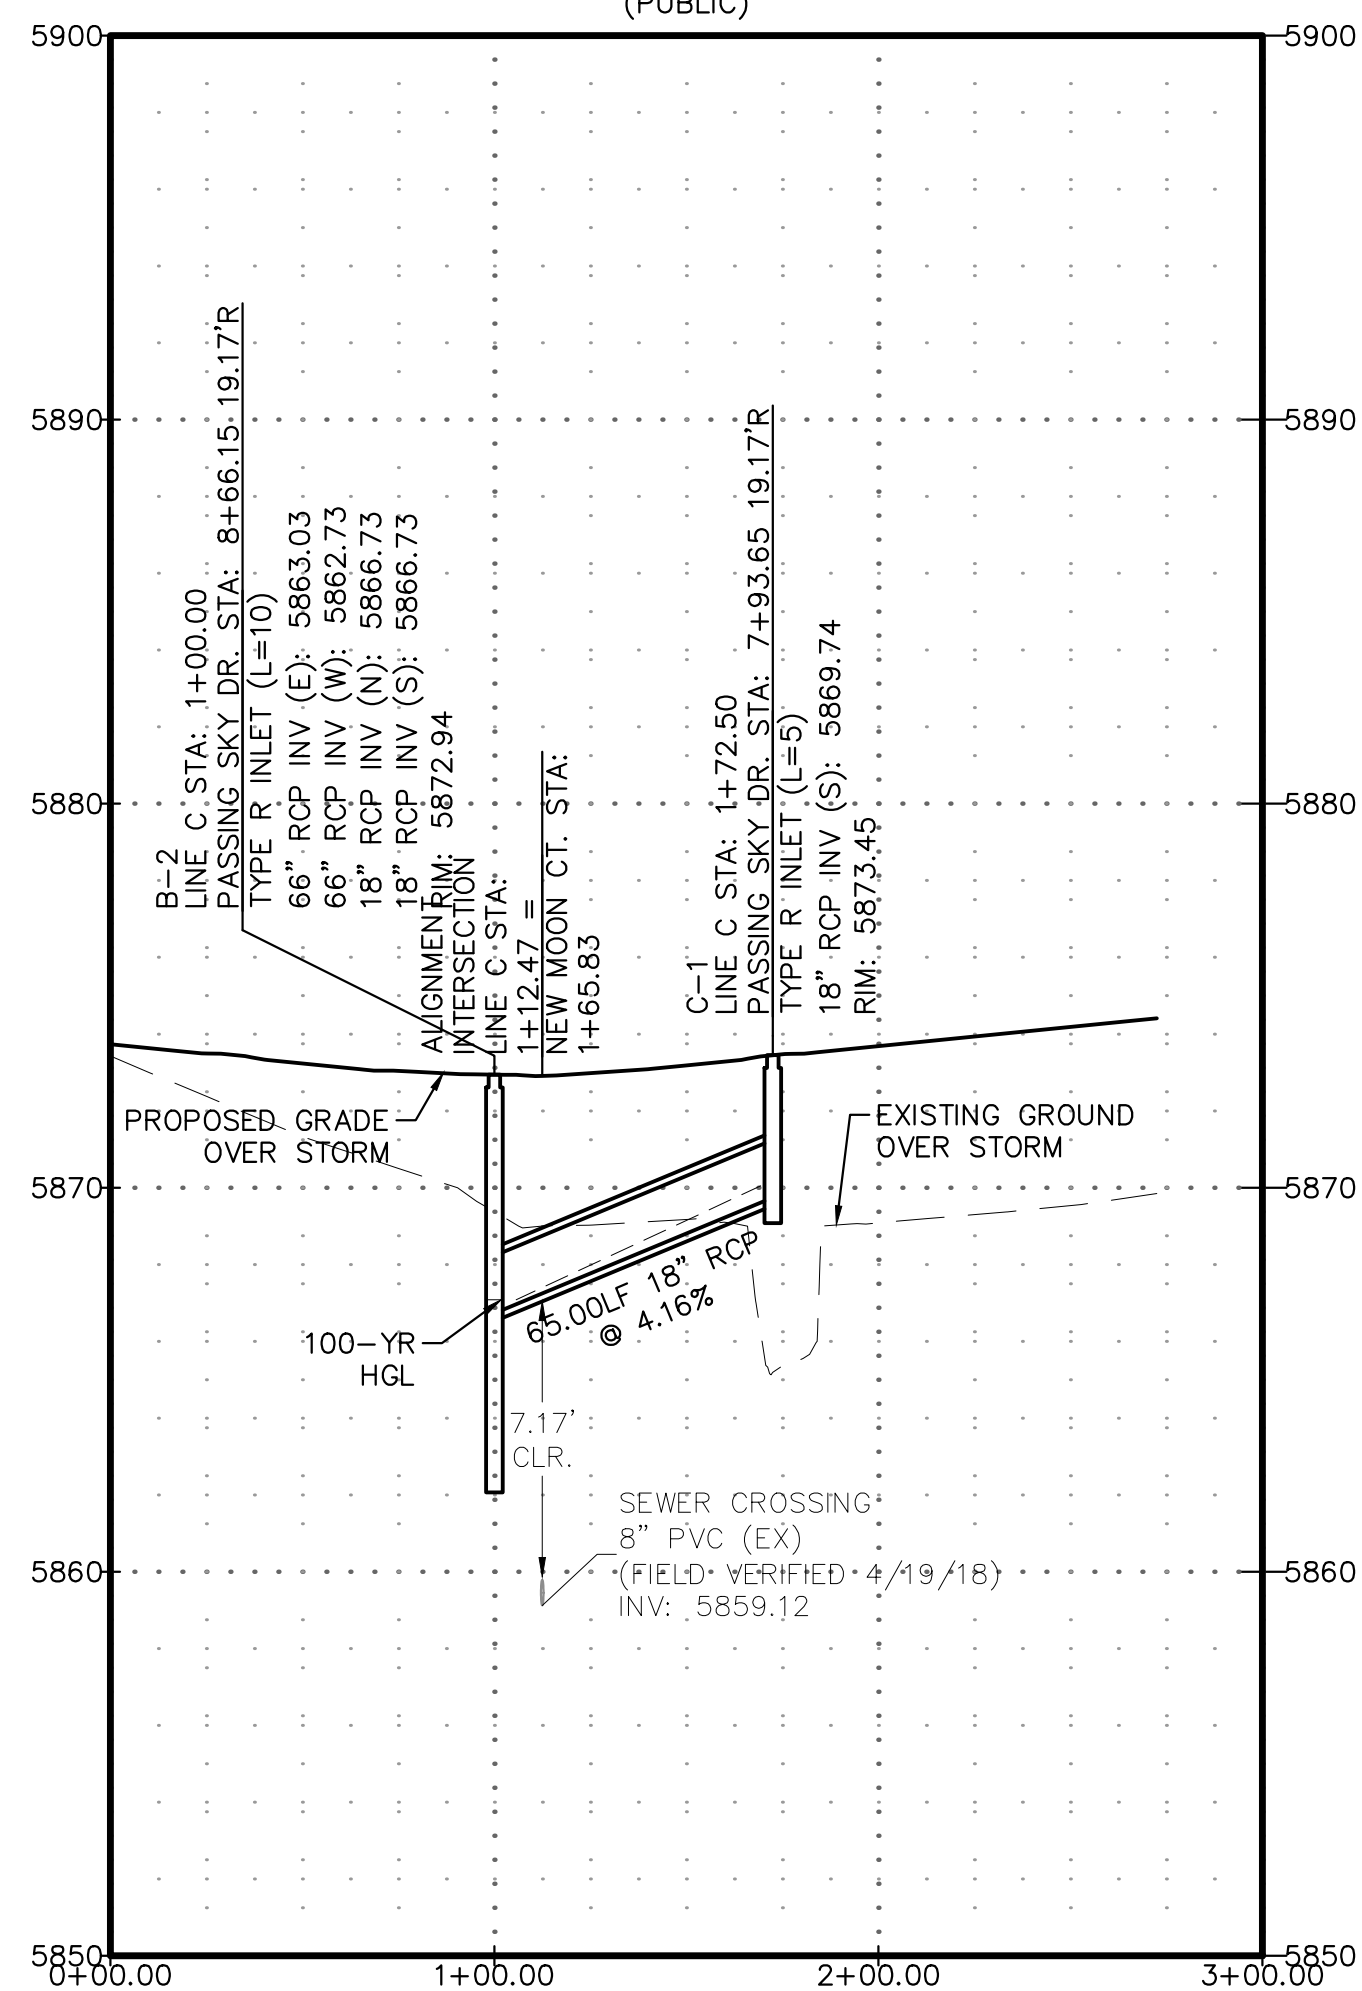 (PUBLIC)
5900
5900
5890
5890
5880
5880
5870
5870
5860
5860
5850
5850
B-2
LINE C STA: 1+00.00
PASSING SKY DR. STA: 8+66.15 19.17'R
TYPE R INLET (L=10)
66" RCP INV (E): 5863.03
66" RCP INV (W): 5862.73
18" RCP INV (N): 5866.73
18" RCP INV (S): 5866.73
RIM: 5872.94
ALIGNMENT
INTERSECTION
LINE C STA:
1+12.47 =
NEW MOON CT. STA:
1+65.83
C-1
LINE C STA: 1+72.50
PASSING SKY DR. STA: 7+93.65 19.17'R
TYPE R INLET (L=5)
18" RCP INV (S): 5869.74
RIM: 5873.45
PROPOSED GRADE
OVER STORM
EXISTING GROUND
OVER STORM
65.00LF 18" RCP
@ 4.16%
100-YR
HGL
7.17'
CLR.
SEWER CROSSING
8" PVC (EX)
(FIELD VERIFIED 4/19/18)
INV: 5859.12
0+00.00
1+00.00
2+00.00
3+00.00